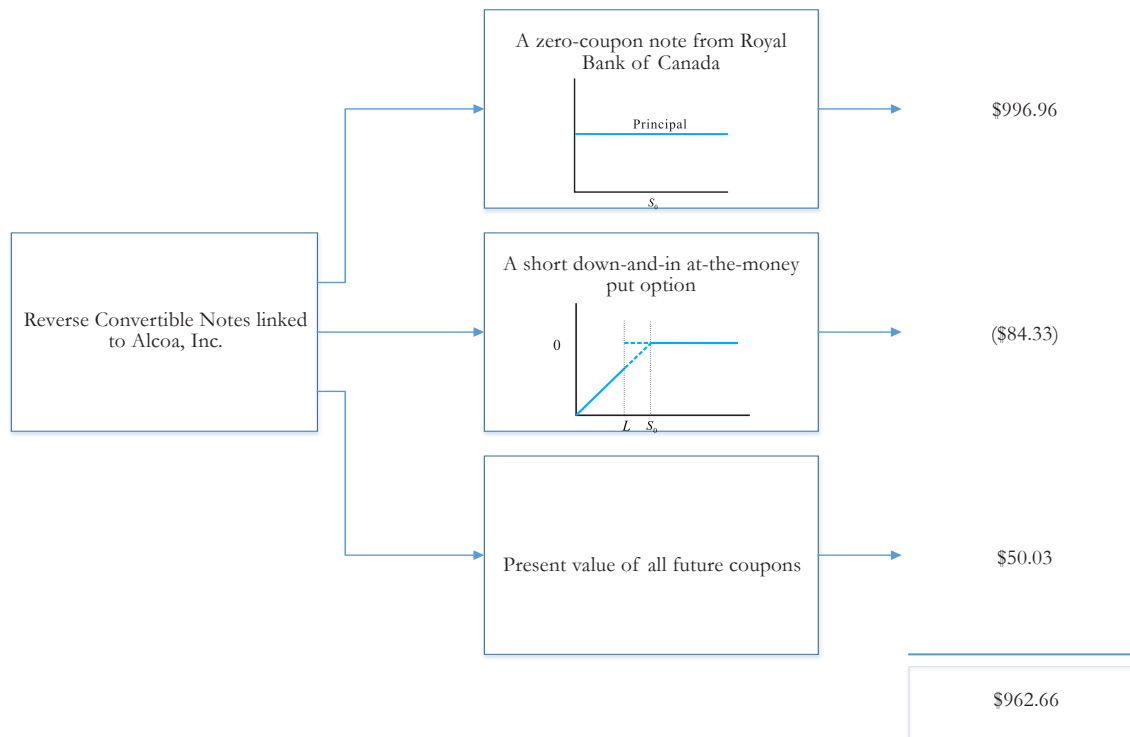 A zero-coupon note from Royal
Bank of Canada
Principal
S₀
$996.96
Reverse Convertible Notes linked
to Alcoa, Inc.
A short down-and-in at-the-money
put option
0
L S₀
($84.33)
Present value of all future coupons
$50.03
$962.66